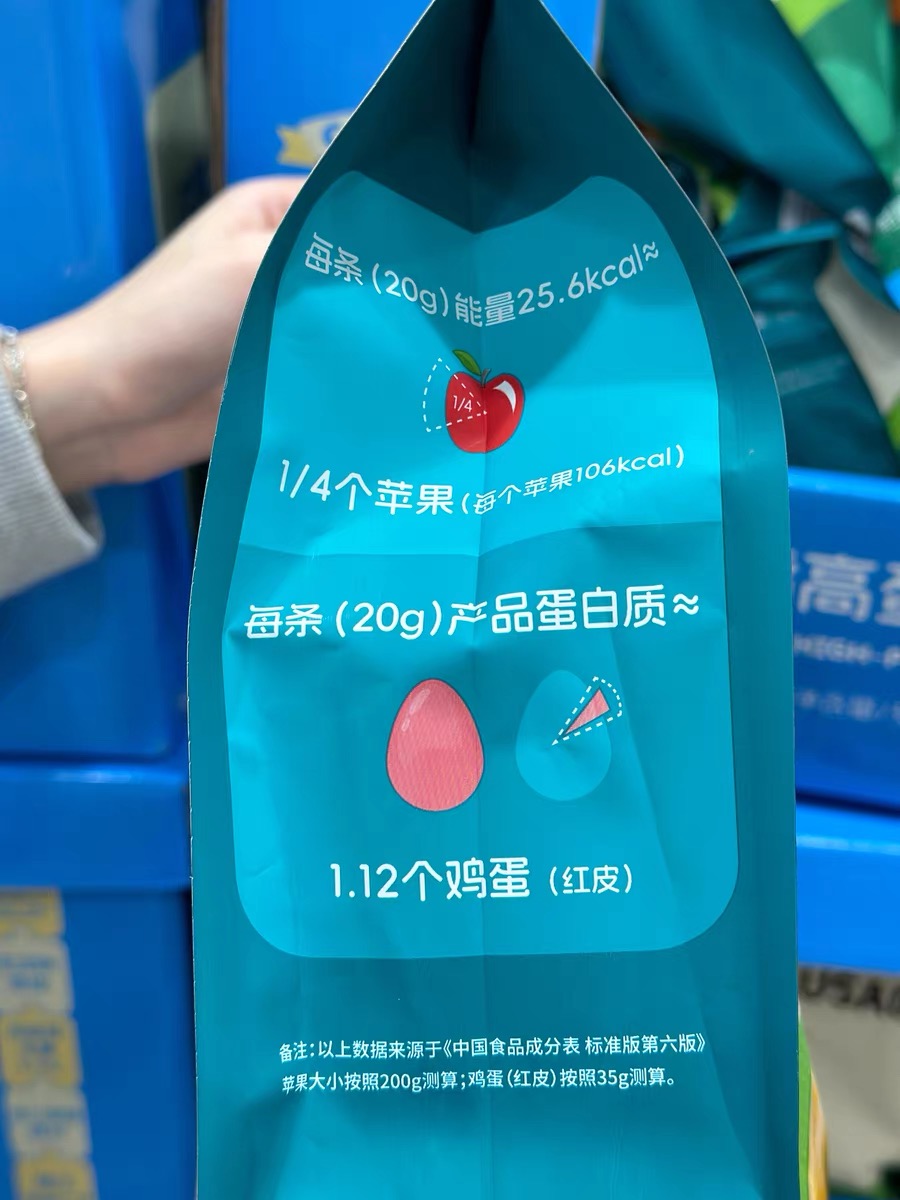 每条(20g)能量25.6kcal≈
1/4
1/4个苹果(每个苹果106kcal)
每条(20g)产品蛋白质≈
1.12个鸡蛋(红皮)
备注:以上数据来源于《中国食品成分表 标准版第六版》
苹果大小按照200g测算;鸡蛋(红皮)按照35g测算。
高
USA